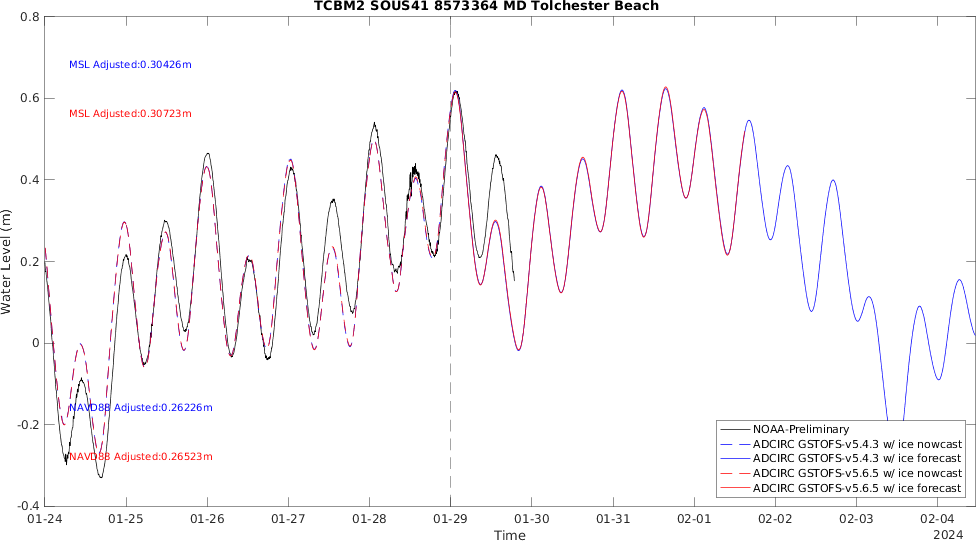 TCBM2 SOUS41 8573364 MD Tolchester Beach
0.8
0.6
0.4
0.2
0
-0.2
-0.4
Water Level (m)
MSL Adjusted:0.30426m
MSL Adjusted:0.30723m
NAVD88 Adjusted:0.26226m
NAVD88 Adjusted:0.26523m
NOAA-Preliminary
ADCIRC GSTOFS-v5.4.3 w/ ice nowcast
ADCIRC GSTOFS-v5.4.3 w/ ice forecast
ADCIRC GSTOFS-v5.6.5 w/ ice nowcast
ADCIRC GSTOFS-v5.6.5 w/ ice forecast
01-24 01-25 01-26 01-27 01-28 01-29 01-30 01-31 02-01 02-02 02-03 02-04
Time
2024